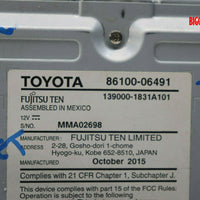 BIGG
TOYOTA 86100-06491
FUJITSU TEN 139000-1831A101
ASSEMBLED IN MEXICO
12V
S/NO. MMA02698
MANUFACTURER: FUJITSU TEN LIMITED
ADDRESS: 2-28, Gosho-dori 1-chome
Hyogo-ku, Kobe 652-8510, JAPAN
MANUFACTURED: October 2015
Complies with 21 CFR Chapter 1, Subchapter J.
This device complies with part 15 of the FCC Rule
Operation is subject to the following